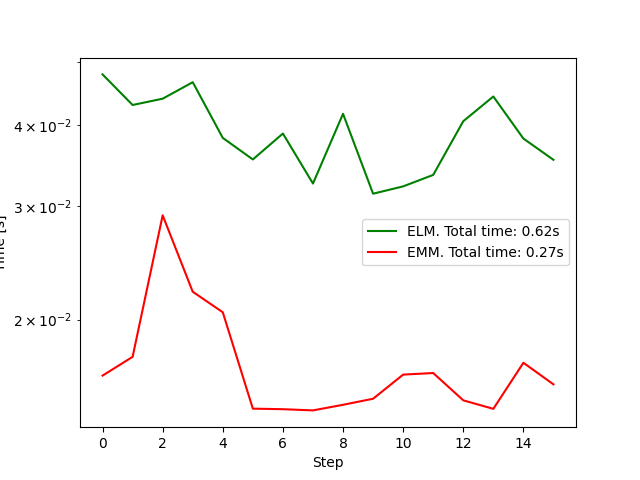 4 × 10⁻²
3 × 10⁻²
2 × 10⁻²
Time [s]
ELM. Total time: 0.62s
EMM. Total time: 0.27s
0 2 4 6 8 10 12 14
Step